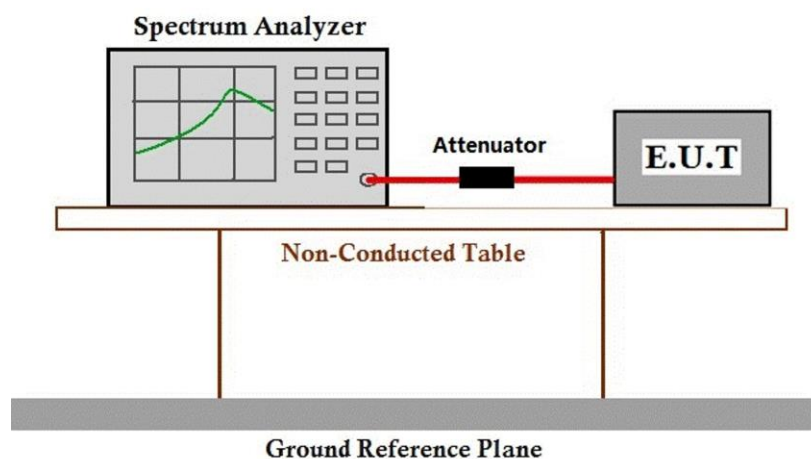 Spectrum Analyzer
Attenuator
E.U.T
Non-Conducted Table
Ground Reference Plane